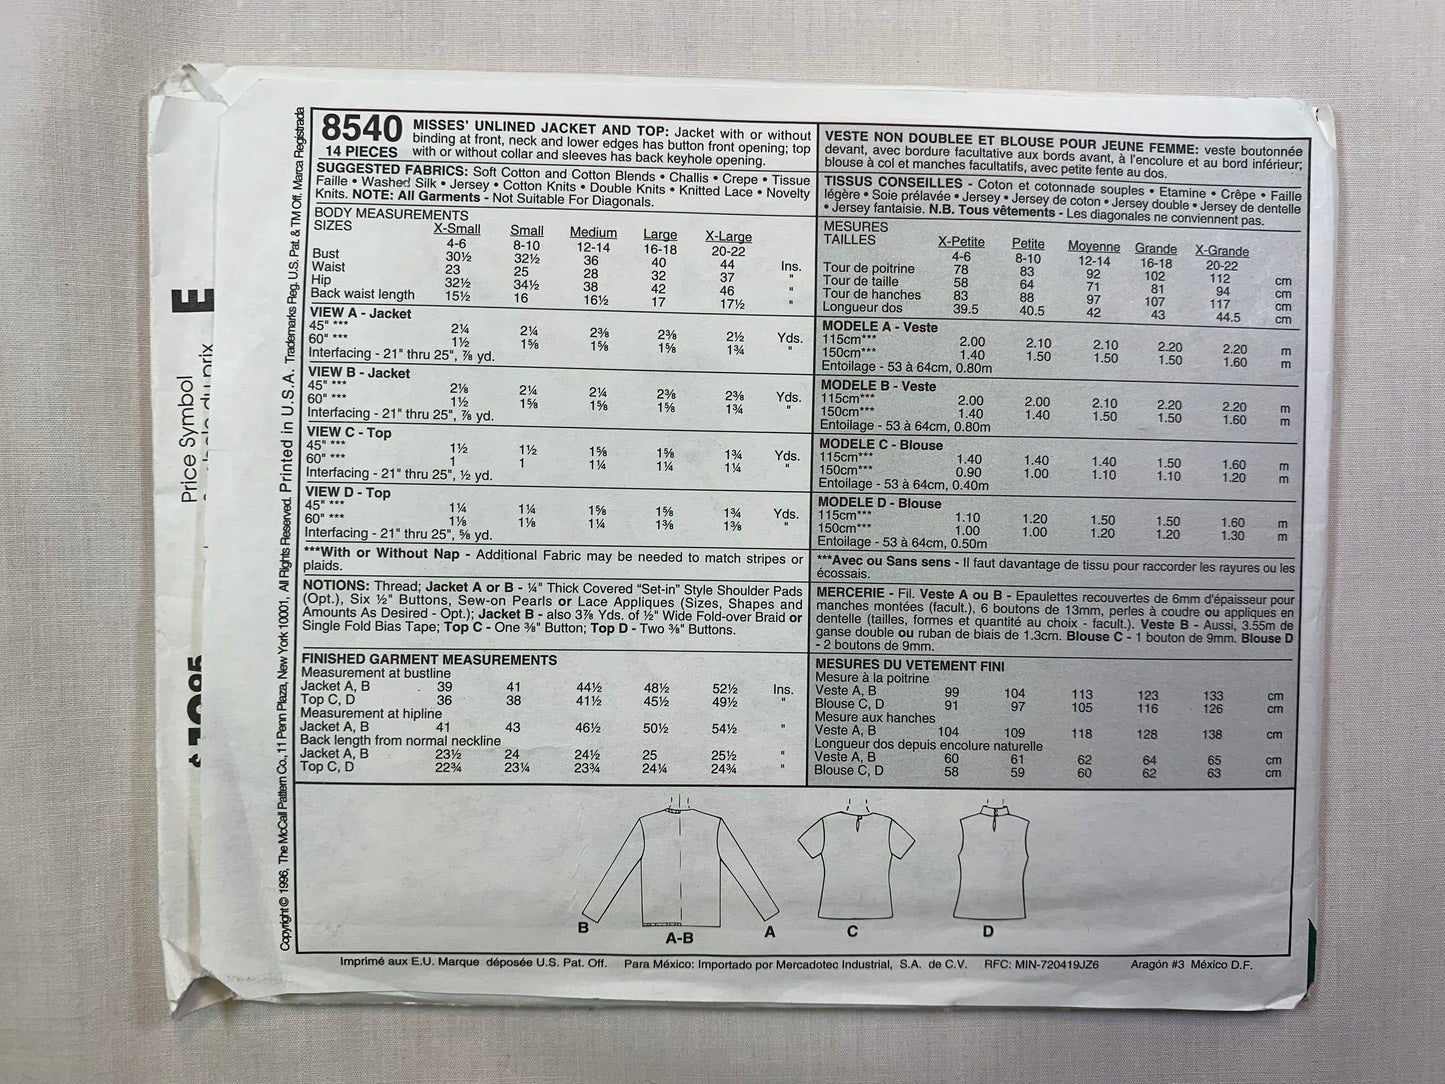 8540
14 PIECES
MISSES' UNLINED JACKET AND TOP: Jacket with or without
binding at front, neck and lower edges has button front opening; top
with or without collar and sleeves has back keyhole opening.
SUGGESTED FABRICS: Soft Cotton and Cotton Blends • Challis • Crepe • Tissue
Faille • Washed Silk • Jersey • Cotton Knits • Double Knits • Knitted Lace • Novelty
Knits. NOTE: All Garments - Not Suitable For Diagonals.
BODY MEASUREMENTS
SIZES X-Small Small Medium Large X-Large
4-6 8-10 12-14 16-18 20-22
Bust 30½ 32½ 36 40 44 Ins.
Waist 23 25 28 32 37 "
Hip 32½ 34½ 38 42 46 "
Back waist length 15½ 16 16½ 17 17½ "
VIEW A - Jacket
45" *** 2¼ 2¼ 2⅜ 2⅜ 2½ Yds.
60" *** 1½ 1⅝ 1⅝ 1⅝ 1¾ "
Interfacing - 21" thru 25", ⅞ yd.
VIEW B - Jacket
45" *** 2⅛ 2¼ 2¼ 2⅜ 2⅜ Yds.
60" *** 1½ 1⅝ 1⅝ 1⅝ 1¾ "
Interfacing - 21" thru 25", ⅞ yd.
VIEW C - Top
45" *** 1½ 1½ 1⅝ 1⅝ 1¾ Yds.
60" *** 1 1 1¼ 1¼ 1¼ "
Interfacing - 21" thru 25", ½ yd.
VIEW D - Top
45" *** 1¼ 1¼ 1⅝ 1⅝ 1¾ Yds.
60" *** 1⅛ 1⅛ 1¼ 1⅜ 1⅜ "
Interfacing - 21" thru 25", ⅝ yd.
***With or Without Nap - Additional Fabric may be needed to match stripes or
plaids.
NOTIONS: Thread; Jacket A or B - ¼" Thick Covered "Set-in" Style Shoulder Pads
(Opt.), Six ½" Buttons, Sew-on Pearls or Lace Appliques (Sizes, Shapes and
Amounts As Desired - Opt.); Jacket B - also 3⅞ Yds. of ½" Wide Fold-over Braid or
Single Fold Bias Tape; Top C - One ⅜" Button; Top D - Two ⅜" Buttons.
FINISHED GARMENT MEASUREMENTS
Measurement at bustline
Jacket A, B 39 41 44½ 48½ 52½ Ins.
Top C, D 36 38 41½ 45½ 49½ "
Measurement at hipline
Jacket A, B 41 43 46½ 50½ 54½ "
Back length from normal neckline
Jacket A, B 23½ 24 24½ 25 25½ "
Top C, D 22¾ 23¼ 23¾ 24¼ 24¾ "
VESTE NON DOUBLEE ET BLOUSE POUR JEUNE FEMME: veste boutonnée
devant, avec bordure facultative aux bords avant, à l'encolure et au bord inférieur;
blouse à col et manches facultatifs, avec petite fente au dos.
TISSUS CONSEILLES - Coton et cotonnade souples • Etamine • Crêpe • Faille
légère • Soie prélavée • Jersey • Jersey de coton • Jersey double • Jersey de dentelle
• Jersey fantaisie. N.B. Tous vêtements - Les diagonales ne conviennent pas.
MESURES
TAILLES X-Petite Petite Moyenne Grande X-Grande
4-6 8-10 12-14 16-18 20-22
Tour de poitrine 78 83 92 102 112 cm
Tour de taille 58 64 71 81 94 cm
Tour de hanches 83 88 97 107 117 cm
Longueur dos 39.5 40.5 42 43 44.5 cm
MODELE A - Veste
115cm*** 2.00 2.10 2.10 2.20 2.20 m
150cm*** 1.40 1.50 1.50 1.50 1.60 m
Entoilage - 53 à 64cm, 0.80m
MODELE B - Veste
115cm*** 2.00 2.00 2.10 2.20 2.20 m
150cm*** 1.40 1.40 1.50 1.50 1.60 m
Entoilage - 53 à 64cm, 0.80m
MODELE C - Blouse
115cm*** 1.40 1.40 1.40 1.50 1.60 m
150cm*** 0.90 1.00 1.10 1.10 1.20 m
Entoilage - 53 à 64cm, 0.40m
MODELE D - Blouse
115cm*** 1.10 1.20 1.50 1.50 1.60 m
150cm*** 1.00 1.00 1.20 1.20 1.30 m
Entoilage - 53 à 64cm, 0.50m
***Avec ou Sans sens - Il faut davantage de tissu pour raccorder les rayures ou les
écossais.
MERCERIE - Fil. Veste A ou B - Epaulettes recouvertes de 6mm d'épaisseur pour
manches montées (facult.), 6 boutons de 13mm, perles à coudre ou appliques en
dentelle (tailles, formes et quantité au choix - facult.). Veste B - Aussi, 3.55m de
ganse double ou ruban de biais de 1.3cm. Blouse C - 1 bouton de 9mm. Blouse D
- 2 boutons de 9mm.
MESURES DU VETEMENT FINI
Mesure à la poitrine
Veste A, B 99 104 113 123 133 cm
Blouse C, D 91 97 105 116 126 cm
Mesure aux hanches
Veste A, B 104 109 118 128 138 cm
Longueur dos depuis encolure naturelle
Veste A, B 60 61 62 64 65 cm
Blouse C, D 58 59 60 62 63 cm
B A-B A C D
Imprimé aux E.U. Marque déposée U.S. Pat. Off. Para México: Importado por Mercadotec Industrial, S.A. de C.V. RFC: MIN-720419JZ6 Aragón #3 México D.F.
Copyright © 1996, The McCall Pattern Co., 11 Penn Plaza, New York 10001, All Rights Reserved. Printed in U.S.A. Trademarks Reg. U.S. Pat. & TM Off. Marca Registrada
Price Symbol
E
du prix